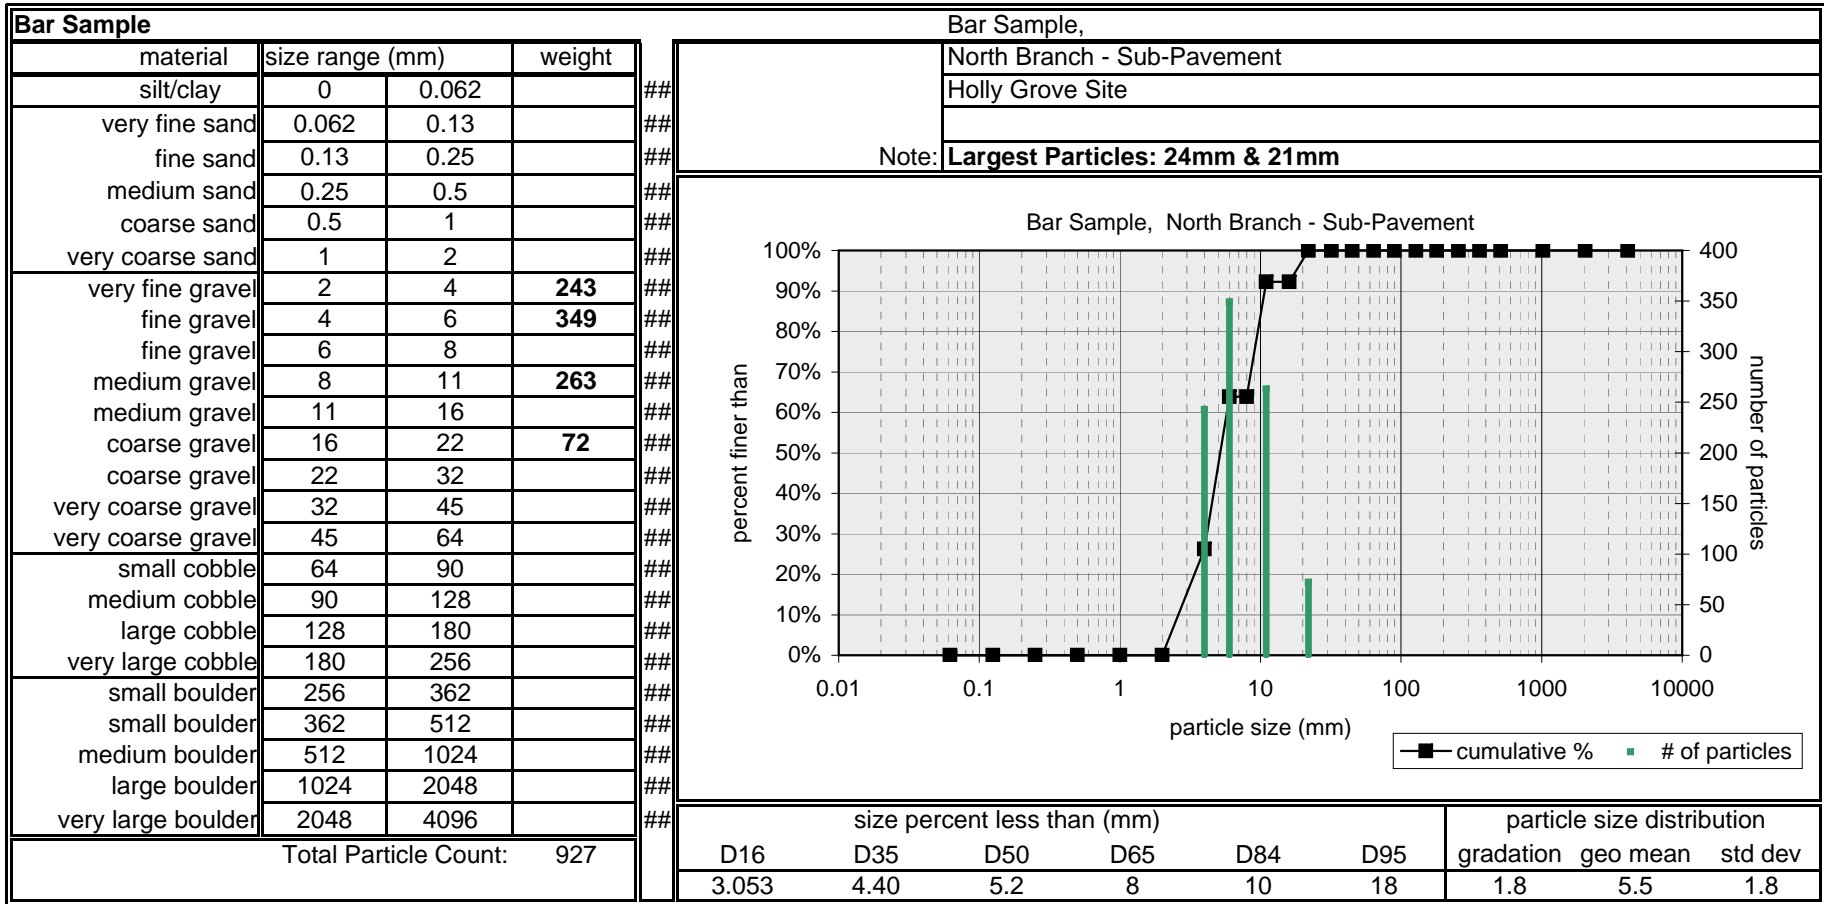 Bar Sample Bar Sample,
material size range (mm) weight North Branch - Sub-Pavement
silt/clay 0 0.062 ## Holly Grove Site
very fine sand 0.062 0.13 ##
fine sand 0.13 0.25 ## Note: Largest Particles: 24mm & 21mm
medium sand 0.25 0.5 ##
coarse sand 0.5 1 ##
very coarse sand 1 2 ##
very fine gravel 2 4 243 ##
fine gravel 4 6 349 ##
fine gravel 6 8 ##
medium gravel 8 11 263 ##
medium gravel 11 16 ##
coarse gravel 16 22 72 ##
coarse gravel 22 32 ##
very coarse gravel 32 45 ##
very coarse gravel 45 64 ##
small cobble 64 90 ##
medium cobble 90 128 ##
large cobble 128 180 ##
very large cobble 180 256 ##
small boulder 256 362 ##
small boulder 362 512 ##
medium boulder 512 1024 ##
large boulder 1024 2048 ##
very large boulder 2048 4096 ##
Total Particle Count: 927
Bar Sample, North Branch - Sub-Pavement
percent finer than
100%
90%
80%
70%
60%
50%
40%
30%
20%
10%
0%
400
350
300
250
200
150
100
50
0
number of particles
0.01 0.1 1 10 100 1000 10000
particle size (mm)
cumulative % # of particles
size percent less than (mm) particle size distribution
D16 D35 D50 D65 D84 D95 gradation geo mean std dev
3.053 4.40 5.2 8 10 18 1.8 5.5 1.8